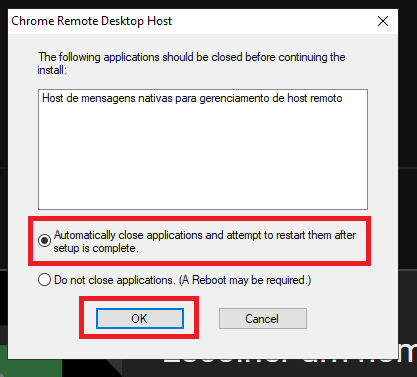 Chrome Remote Desktop Host
The following applications should be closed before continuing the
install:
Host de mensagens nativas para gerenciamento de host remoto
Automatically close applications and attempt to restart them after
setup is complete.
Do not close applications. (A Reboot may be required.)
OK
Cancel